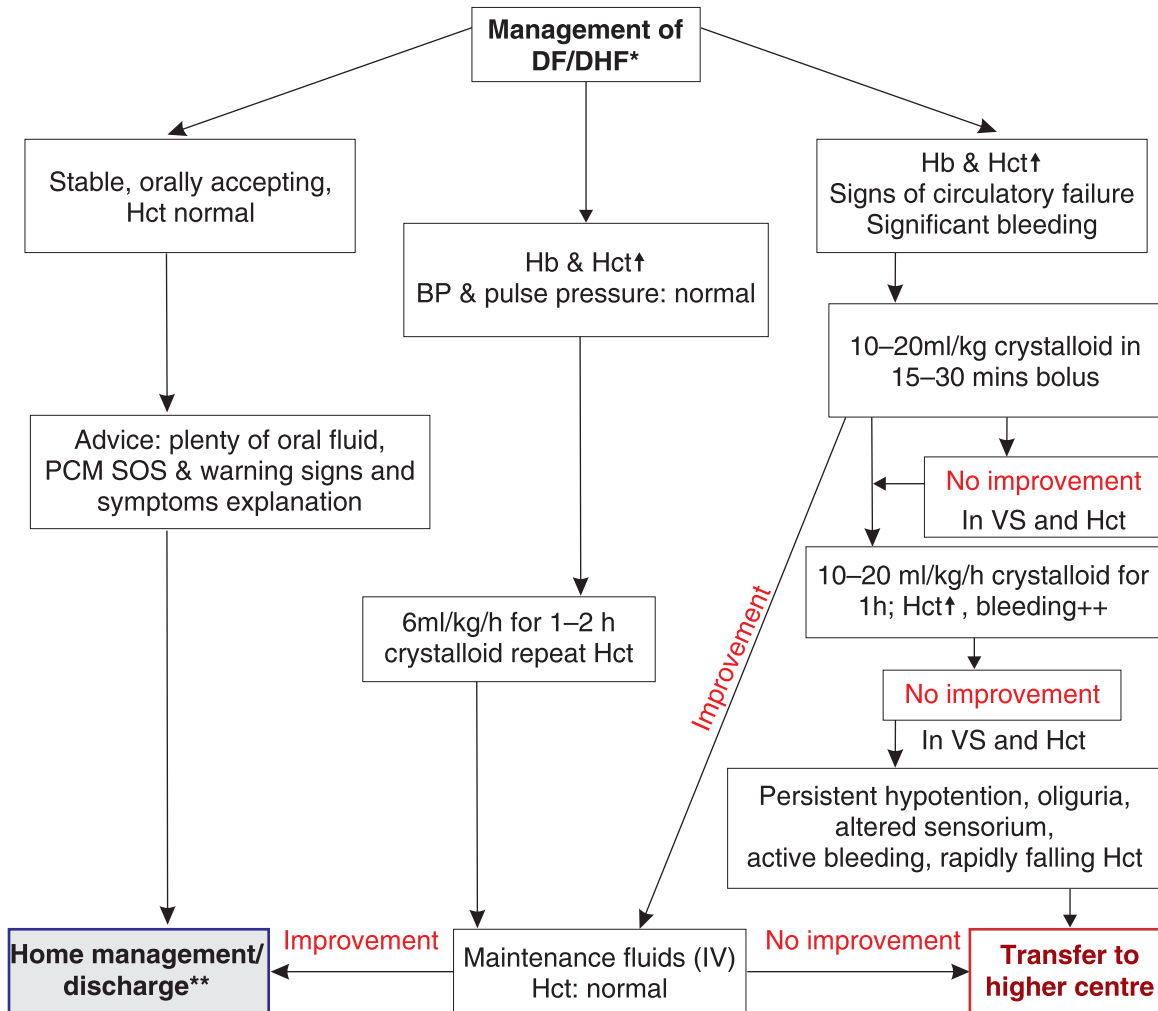 Management of
DF/DHF*
Stable, orally accepting,
Hct normal
Hb & Hct↑
BP & pulse pressure: normal
Hb & Hct↑
Signs of circulatory failure
Significant bleeding
10–20ml/kg crystalloid in
15–30 mins bolus
Advice: plenty of oral fluid,
PCM SOS & warning signs and
symptoms explanation
No improvement
In VS and Hct
10–20 ml/kg/h crystalloid for
1h; Hct↑, bleeding++
6ml/kg/h for 1–2 h
crystalloid repeat Hct
Improvement
No improvement
In VS and Hct
Persistent hypotention, oliguria,
altered sensorium,
active bleeding, rapidly falling Hct
Home management/
discharge**
Improvement
Maintenance fluids (IV)
Hct: normal
No improvement
Transfer to
higher centre